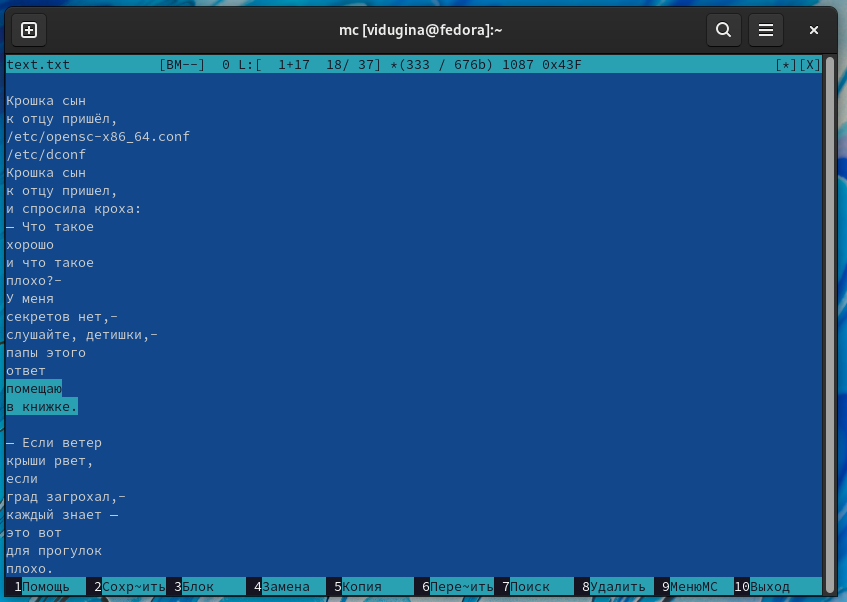 mc [vidugina@fedora]:~
text.txt [BM--] 0 L:[ 1+17 18/ 37] *(333 / 676b) 1087 0x43F [*][X]
Крошка сын
к отцу пришёл,
/etc/opensc-x86_64.conf
/etc/dconf
Крошка сын
к отцу пришел,
и спросила кроха:
— Что такое
хорошо
и что такое
плохо?-
У меня
секретов нет,-
слушайте, детишки,-
папы этого
ответ
помещаю
в книжке.
— Если ветер
крыши рвет,
если
град загрохал,-
каждый знает —
это вот
для прогулок
плохо.
1Помощь 2Сохр~ить 3Блок 4Замена 5Копия 6Пере~ить 7Поиск 8Удалить 9МенюMC 10Выход